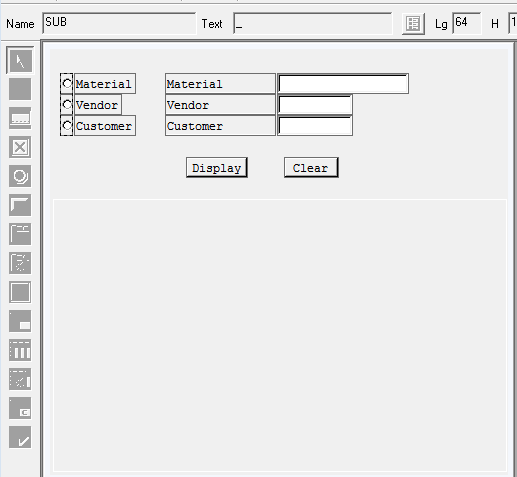 Name SUB Text _ Lg 64 H 1
Material Material
Vendor Vendor
Customer Customer
Display Clear